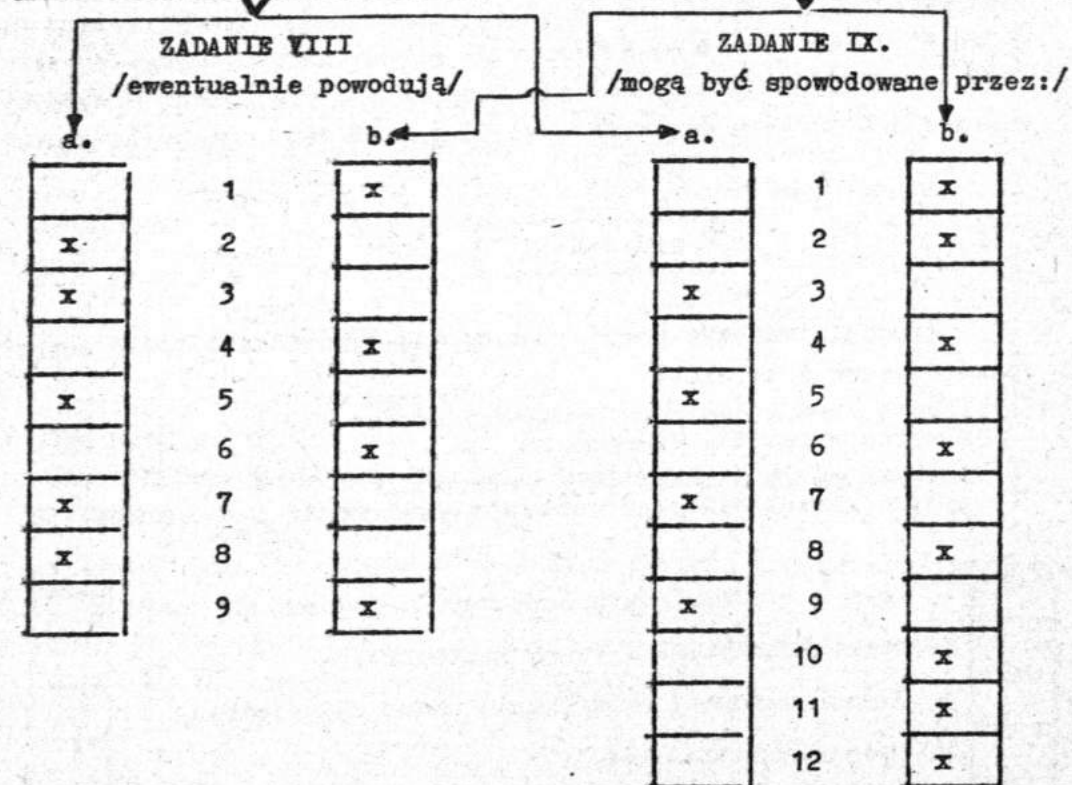 ZADANIE VIII ZADANIE IX.
/ewentualnie powodują/ /mogą być spowodowane przez:/
a. b. a. b.
1 x 1 x
x 2 2 x
x 3 x 3
4 x 4 x
x 5 x 5
6 x 6 x
x 7 x 7
x 8 8 x
9 x x 9
10 x
11 x
12 x